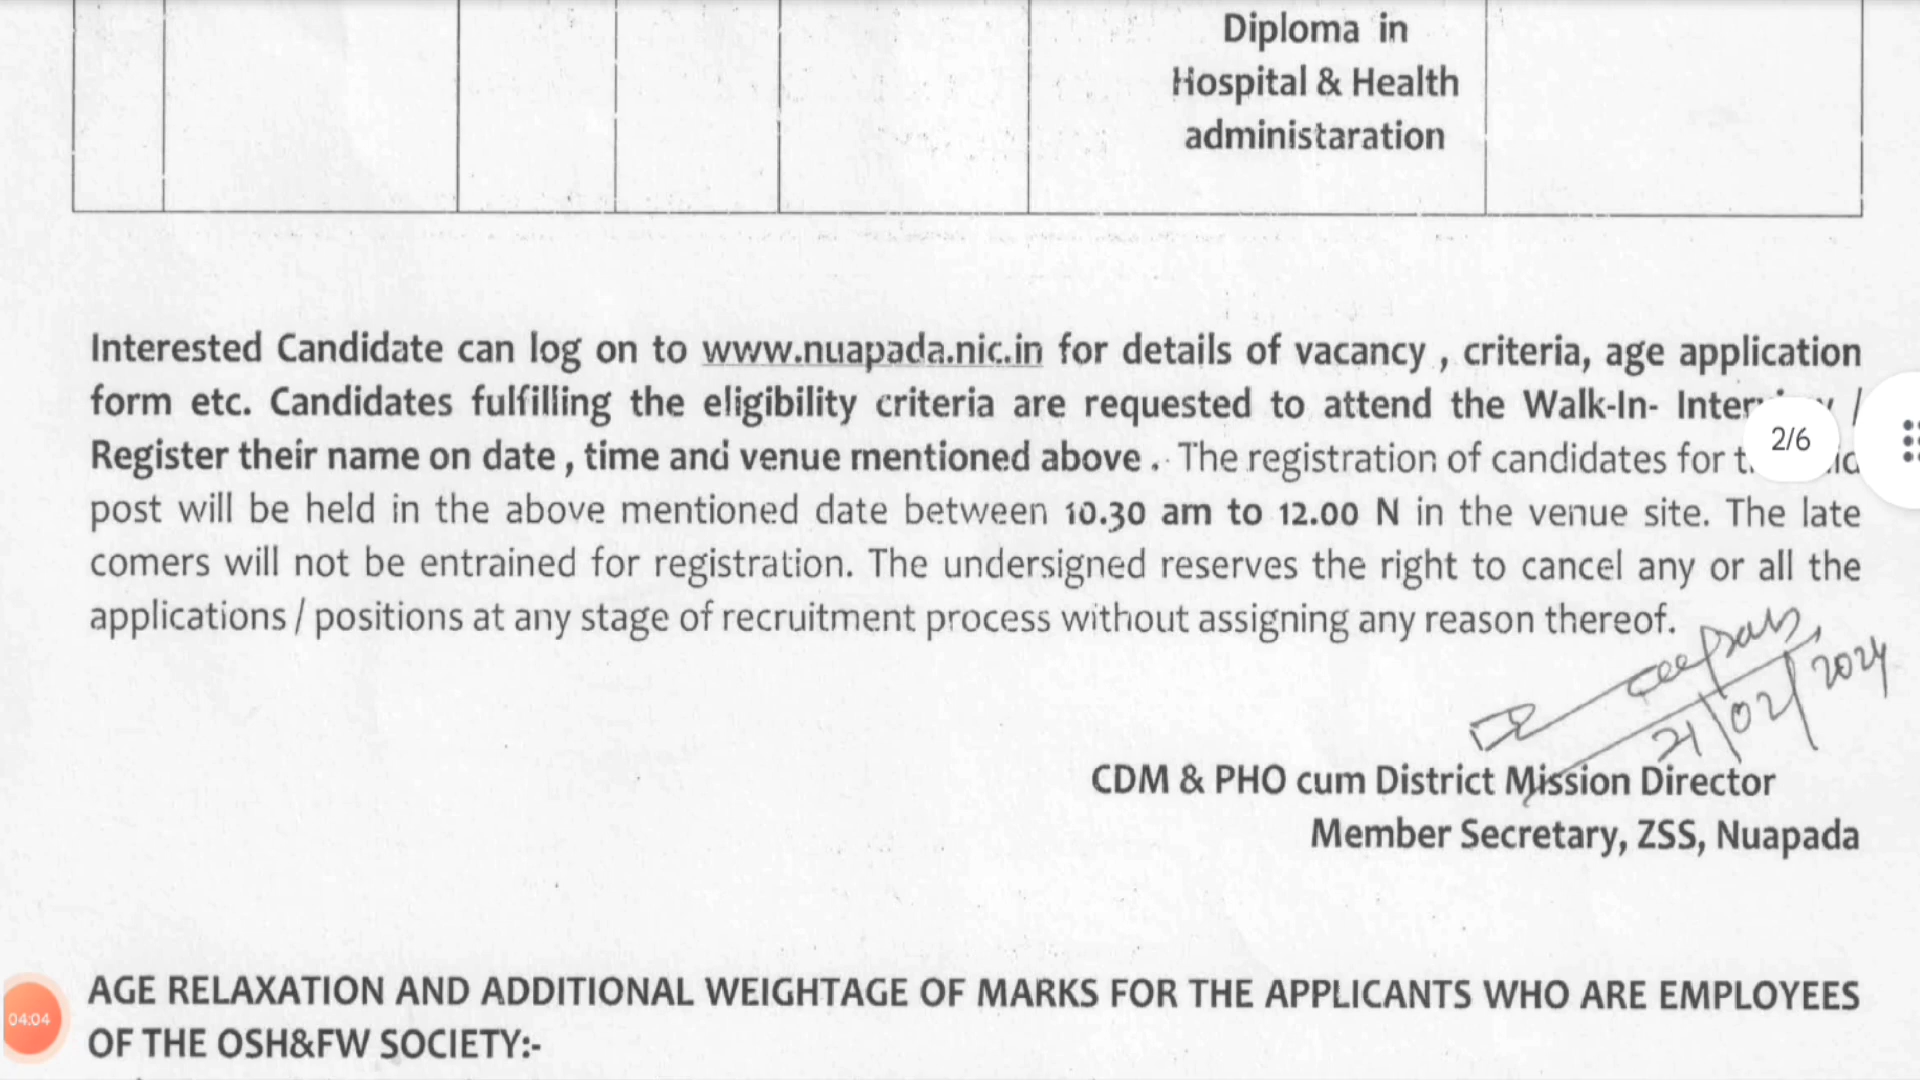 Diploma in
Hospital & Health
administaration
Interested Candidate can log on to www.nuapada.nic.in for details of vacancy , criteria, age application
form etc. Candidates fulfilling the eligibility criteria are requested to attend the Walk-In- /
Register their name on date , time and venue mentioned above . The registration of candidates for
2/6
post will be held in the above mentioned date between 10.30 am to 12.00 N in the venue site. The late
comers will not be entrained for registration. The undersigned reserves the right to cancel any or all the
applications / positions at any stage of recruitment process without assigning any reason thereof.
21/02/2024
CDM & PHO cum District Mission Director
Member Secretary, ZSS, Nuapada
AGE RELAXATION AND ADDITIONAL WEIGHTAGE OF MARKS FOR THE APPLICANTS WHO ARE EMPLOYEES
OF THE OSH&FW SOCIETY:-
04:04